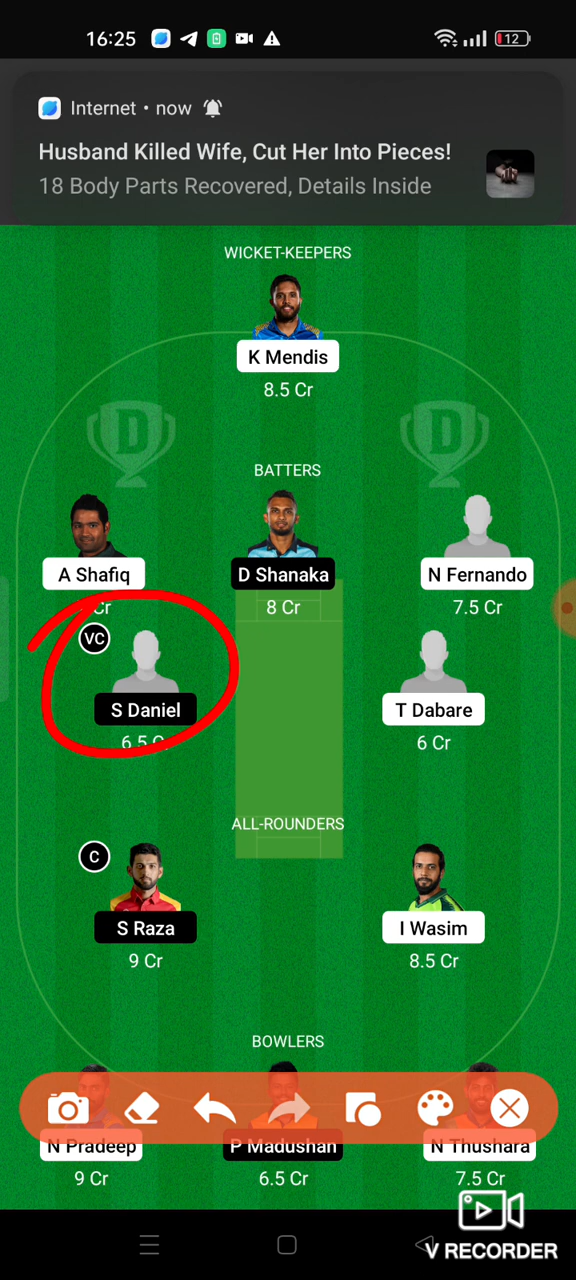 16:25
12
Internet • now
Husband Killed Wife, Cut Her Into Pieces!
18 Body Parts Recovered, Details Inside
WICKET-KEEPERS
K Mendis
8.5 Cr
D D
BATTERS
A Shafiq D Shanaka N Fernando
Cr 8 Cr 7.5 Cr
VC
S Daniel T Dabare
6.5 C 6 Cr
ALL-ROUNDERS
C
S Raza I Wasim
9 Cr 8.5 Cr
BOWLERS
N Pradeep P Madushan N Thushara
9 Cr 6.5 Cr 7.5 Cr
V RECORDER